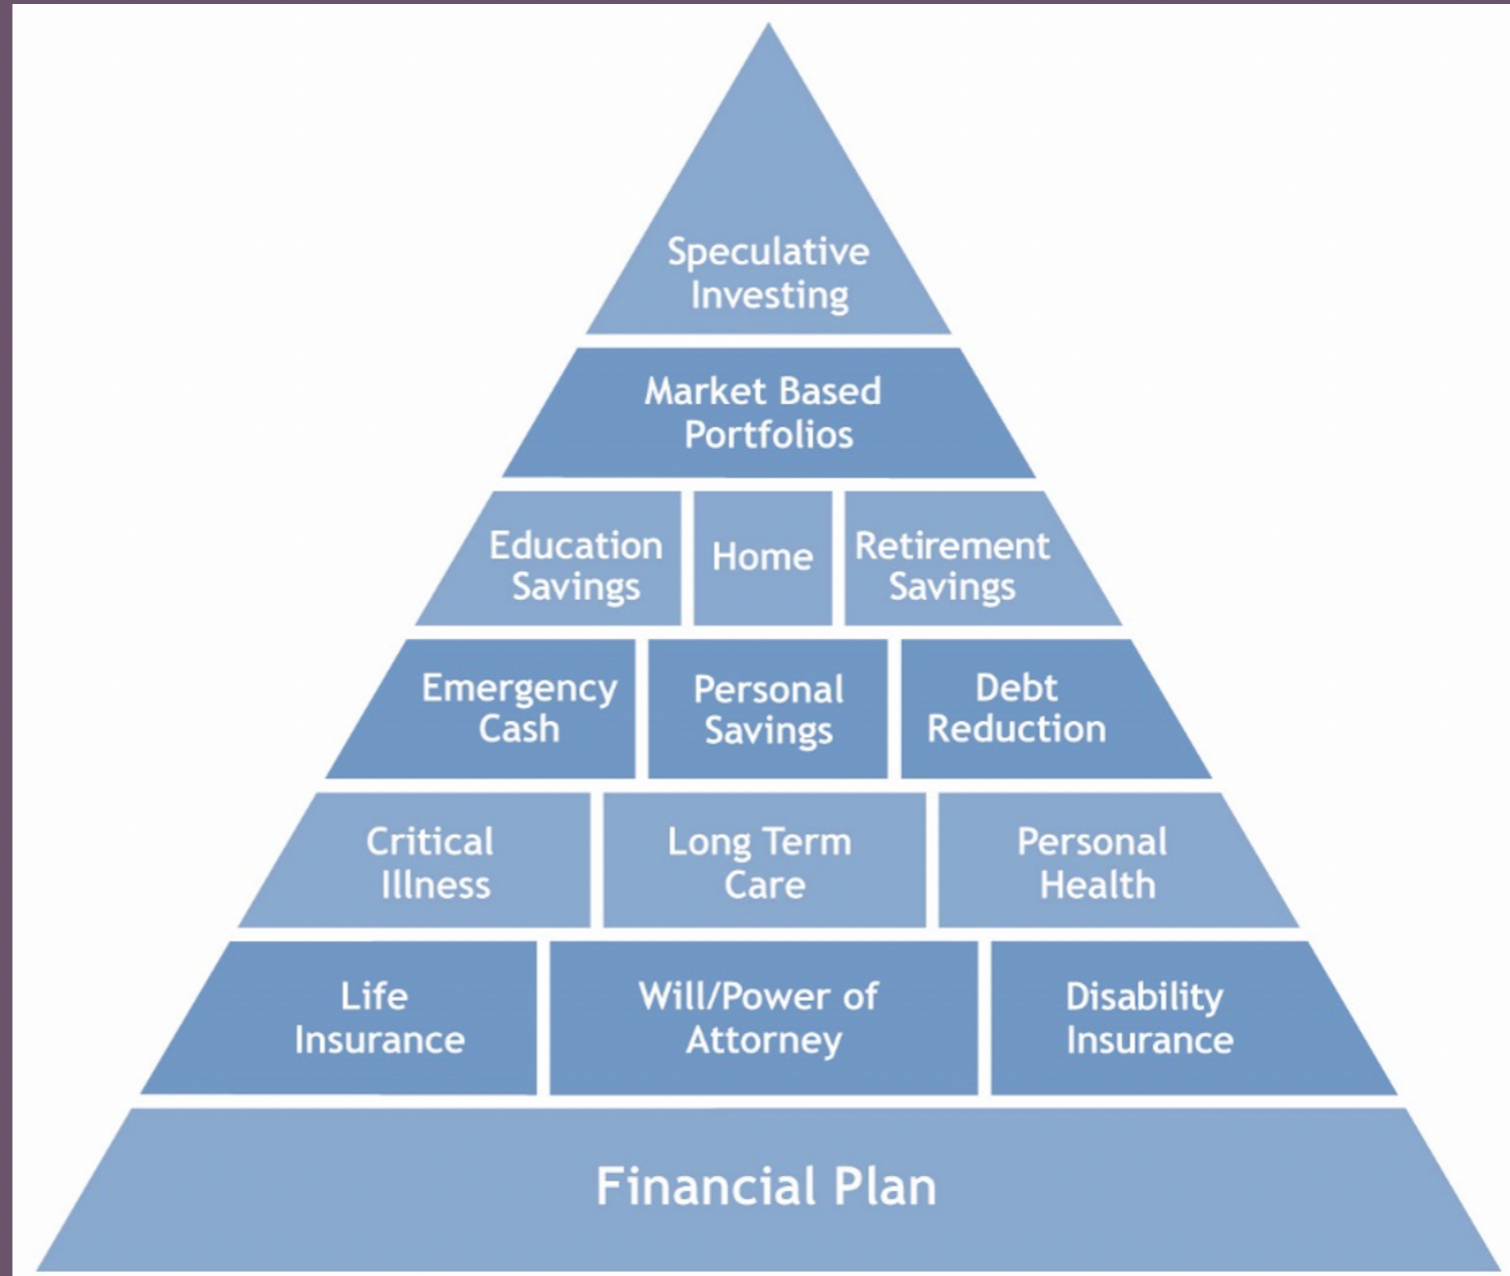 Speculative
Investing
Market Based
Portfolios
Education
Savings
Home
Retirement
Savings
Emergency
Cash
Personal
Savings
Debt
Reduction
Critical
Illness
Long Term
Care
Personal
Health
Life
Insurance
Will/Power of
Attorney
Disability
Insurance
Financial Plan